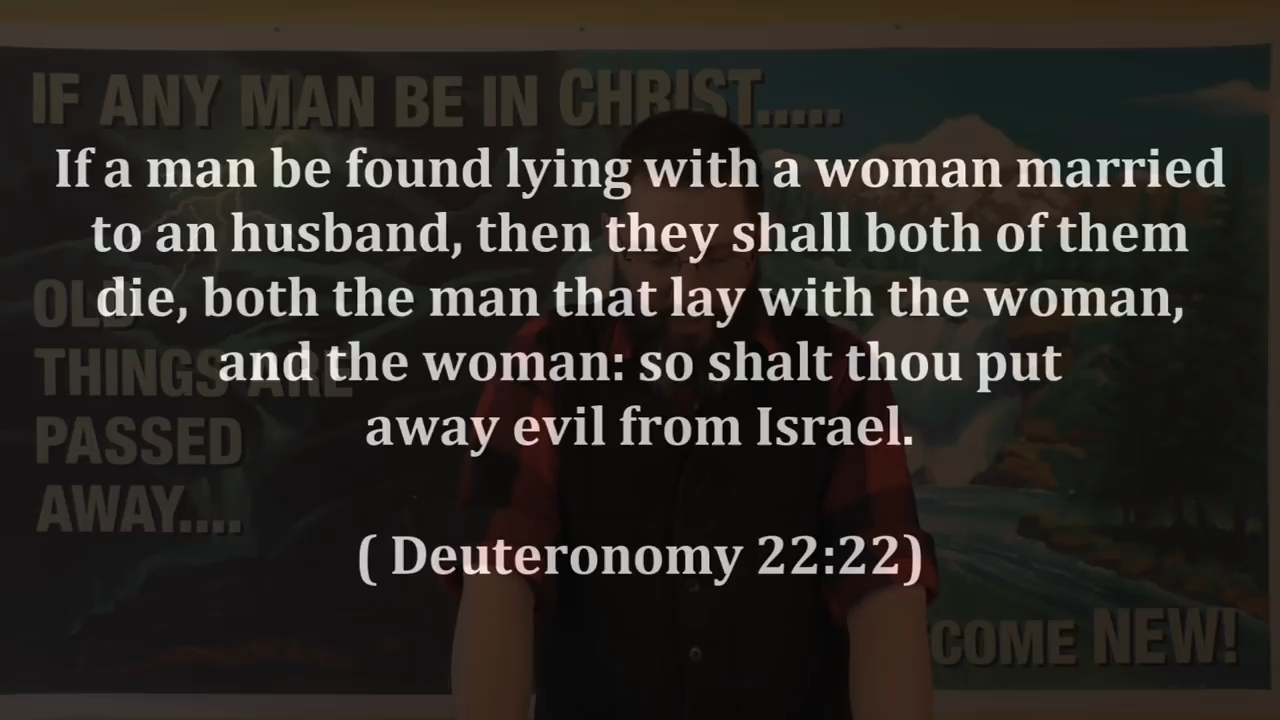 IF ANY MAN BE IN CHRIST.....
If a man be found lying with a woman married
to an husband, then they shall both of them
die, both the man that lay with the woman,
and the woman: so shalt thou put
away evil from Israel.
( Deuteronomy 22:22)
OLD
THINGS ARE
PASSED
AWAY....
COME NEW!